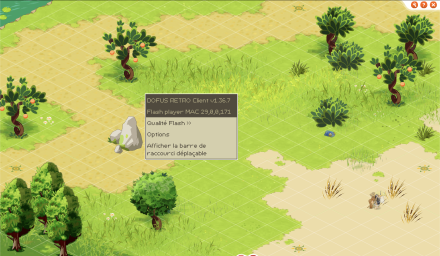 DOFUS RETRO Client v1.36.7
Flash player MAC 29,0,0,171
Qualité Flash >>
Options
Afficher la barre de
raccourci déplaçable